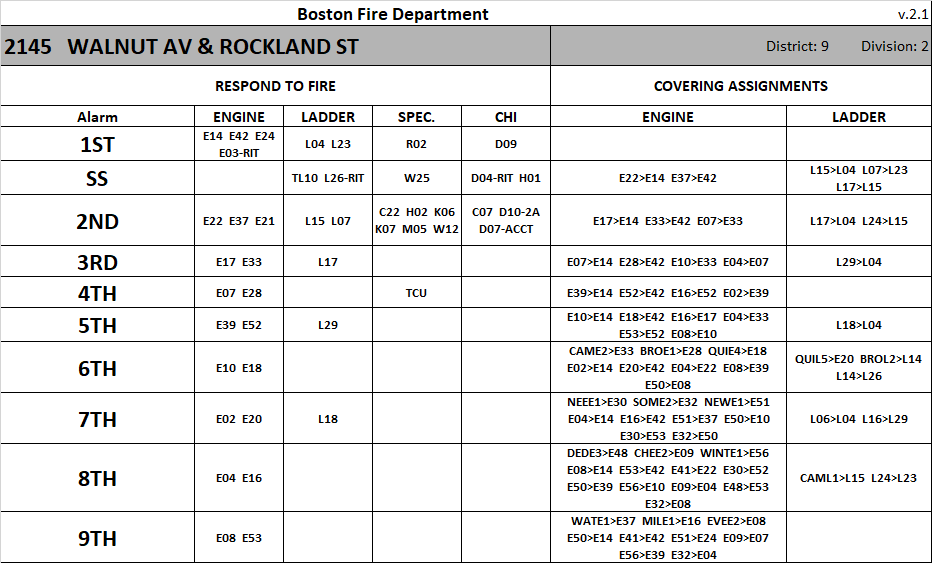 Boston Fire Department v.2.1
2145 WALNUT AV & ROCKLAND ST District: 9 Division: 2
RESPOND TO FIRE COVERING ASSIGNMENTS
Alarm ENGINE LADDER SPEC. CHI ENGINE LADDER
1ST
E14 E42 E24
E03-RIT
L04 L23
R02
D09
SS
TL10 L26-RIT
W25
D04-RIT H01
E22>E14 E37>E42
L15>L04 L07>L23
L17>L15
2ND
E22 E37 E21
L15 L07
C22 H02 K06
K07 M05 W12
C07 D10-2A
D07-ACCT
E17>E14 E33>E42 E07>E33
L17>L04 L24>L15
3RD
E17 E33
L17
E07>E14 E28>E42 E10>E33 E04>E07
L29>L04
4TH
E07 E28
TCU
E39>E14 E52>E42 E16>E52 E02>E39
5TH
E39 E52
L29
E10>E14 E18>E42 E16>E17 E04>E33
E53>E52 E08>E10
L18>L04
6TH
E10 E18
CAME2>E33 BROE1>E28 QUIE4>E18
E02>E14 E20>E42 E04>E22 E08>E39
E50>E08
QUIL5>E20 BROL2>L14
L14>L26
7TH
E02 E20
L18
NEEE1>E30 SOME2>E32 NEWE1>E51
E04>E14 E16>E42 E51>E37 E50>E10
E30>E53 E32>E50
L06>L04 L16>L29
8TH
E04 E16
DEDE3>E48 CHEE2>E09 WINTE1>E56
E08>E14 E53>E42 E41>E22 E30>E52
E50>E39 E56>E10 E09>E04 E48>E53
E32>E08
CAML1>L15 L24>L23
9TH
E08 E53
WATE1>E37 MILE1>E16 EVEE2>E08
E50>E14 E41>E42 E51>E24 E09>E07
E56>E39 E32>E04